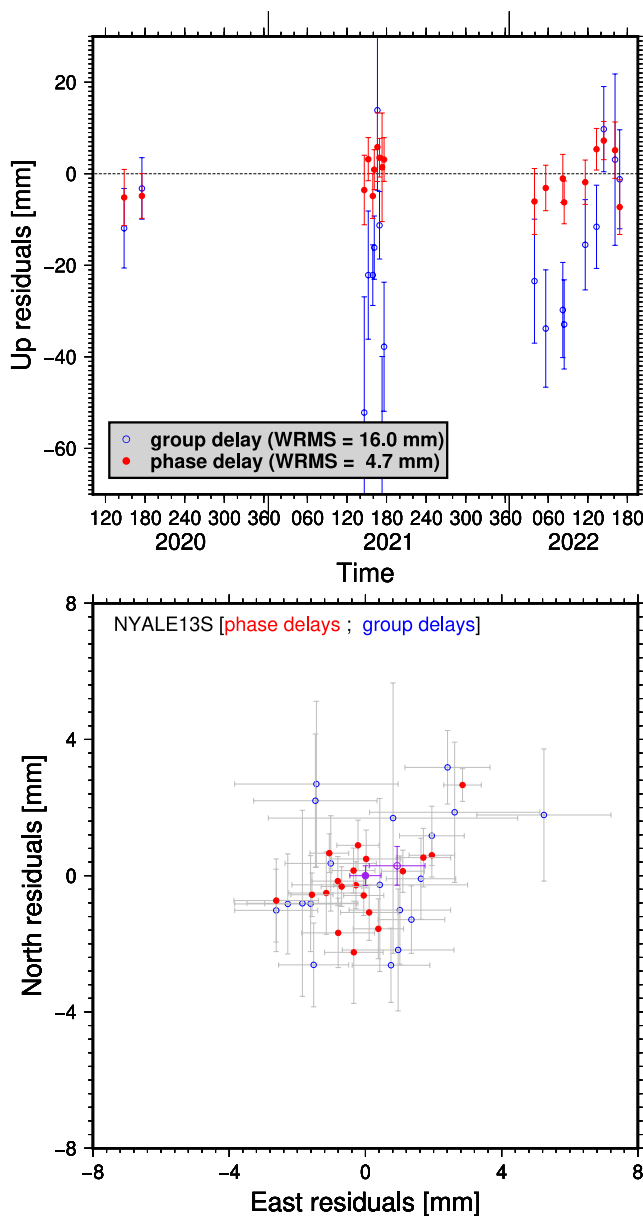 20
0
−20
−40
−60
Up residuals [mm]
group delay (WRMS = 16.0 mm)
phase delay (WRMS = 4.7 mm)
120 180 240 300 360 060 120 180 240 300 360 060 120 180
2020 2021 2022
Time
8
4
0
−4
−8
North residuals [mm]
NYALE13S [phase delays ; group delays]
−8 −4 0 4 8
East residuals [mm]